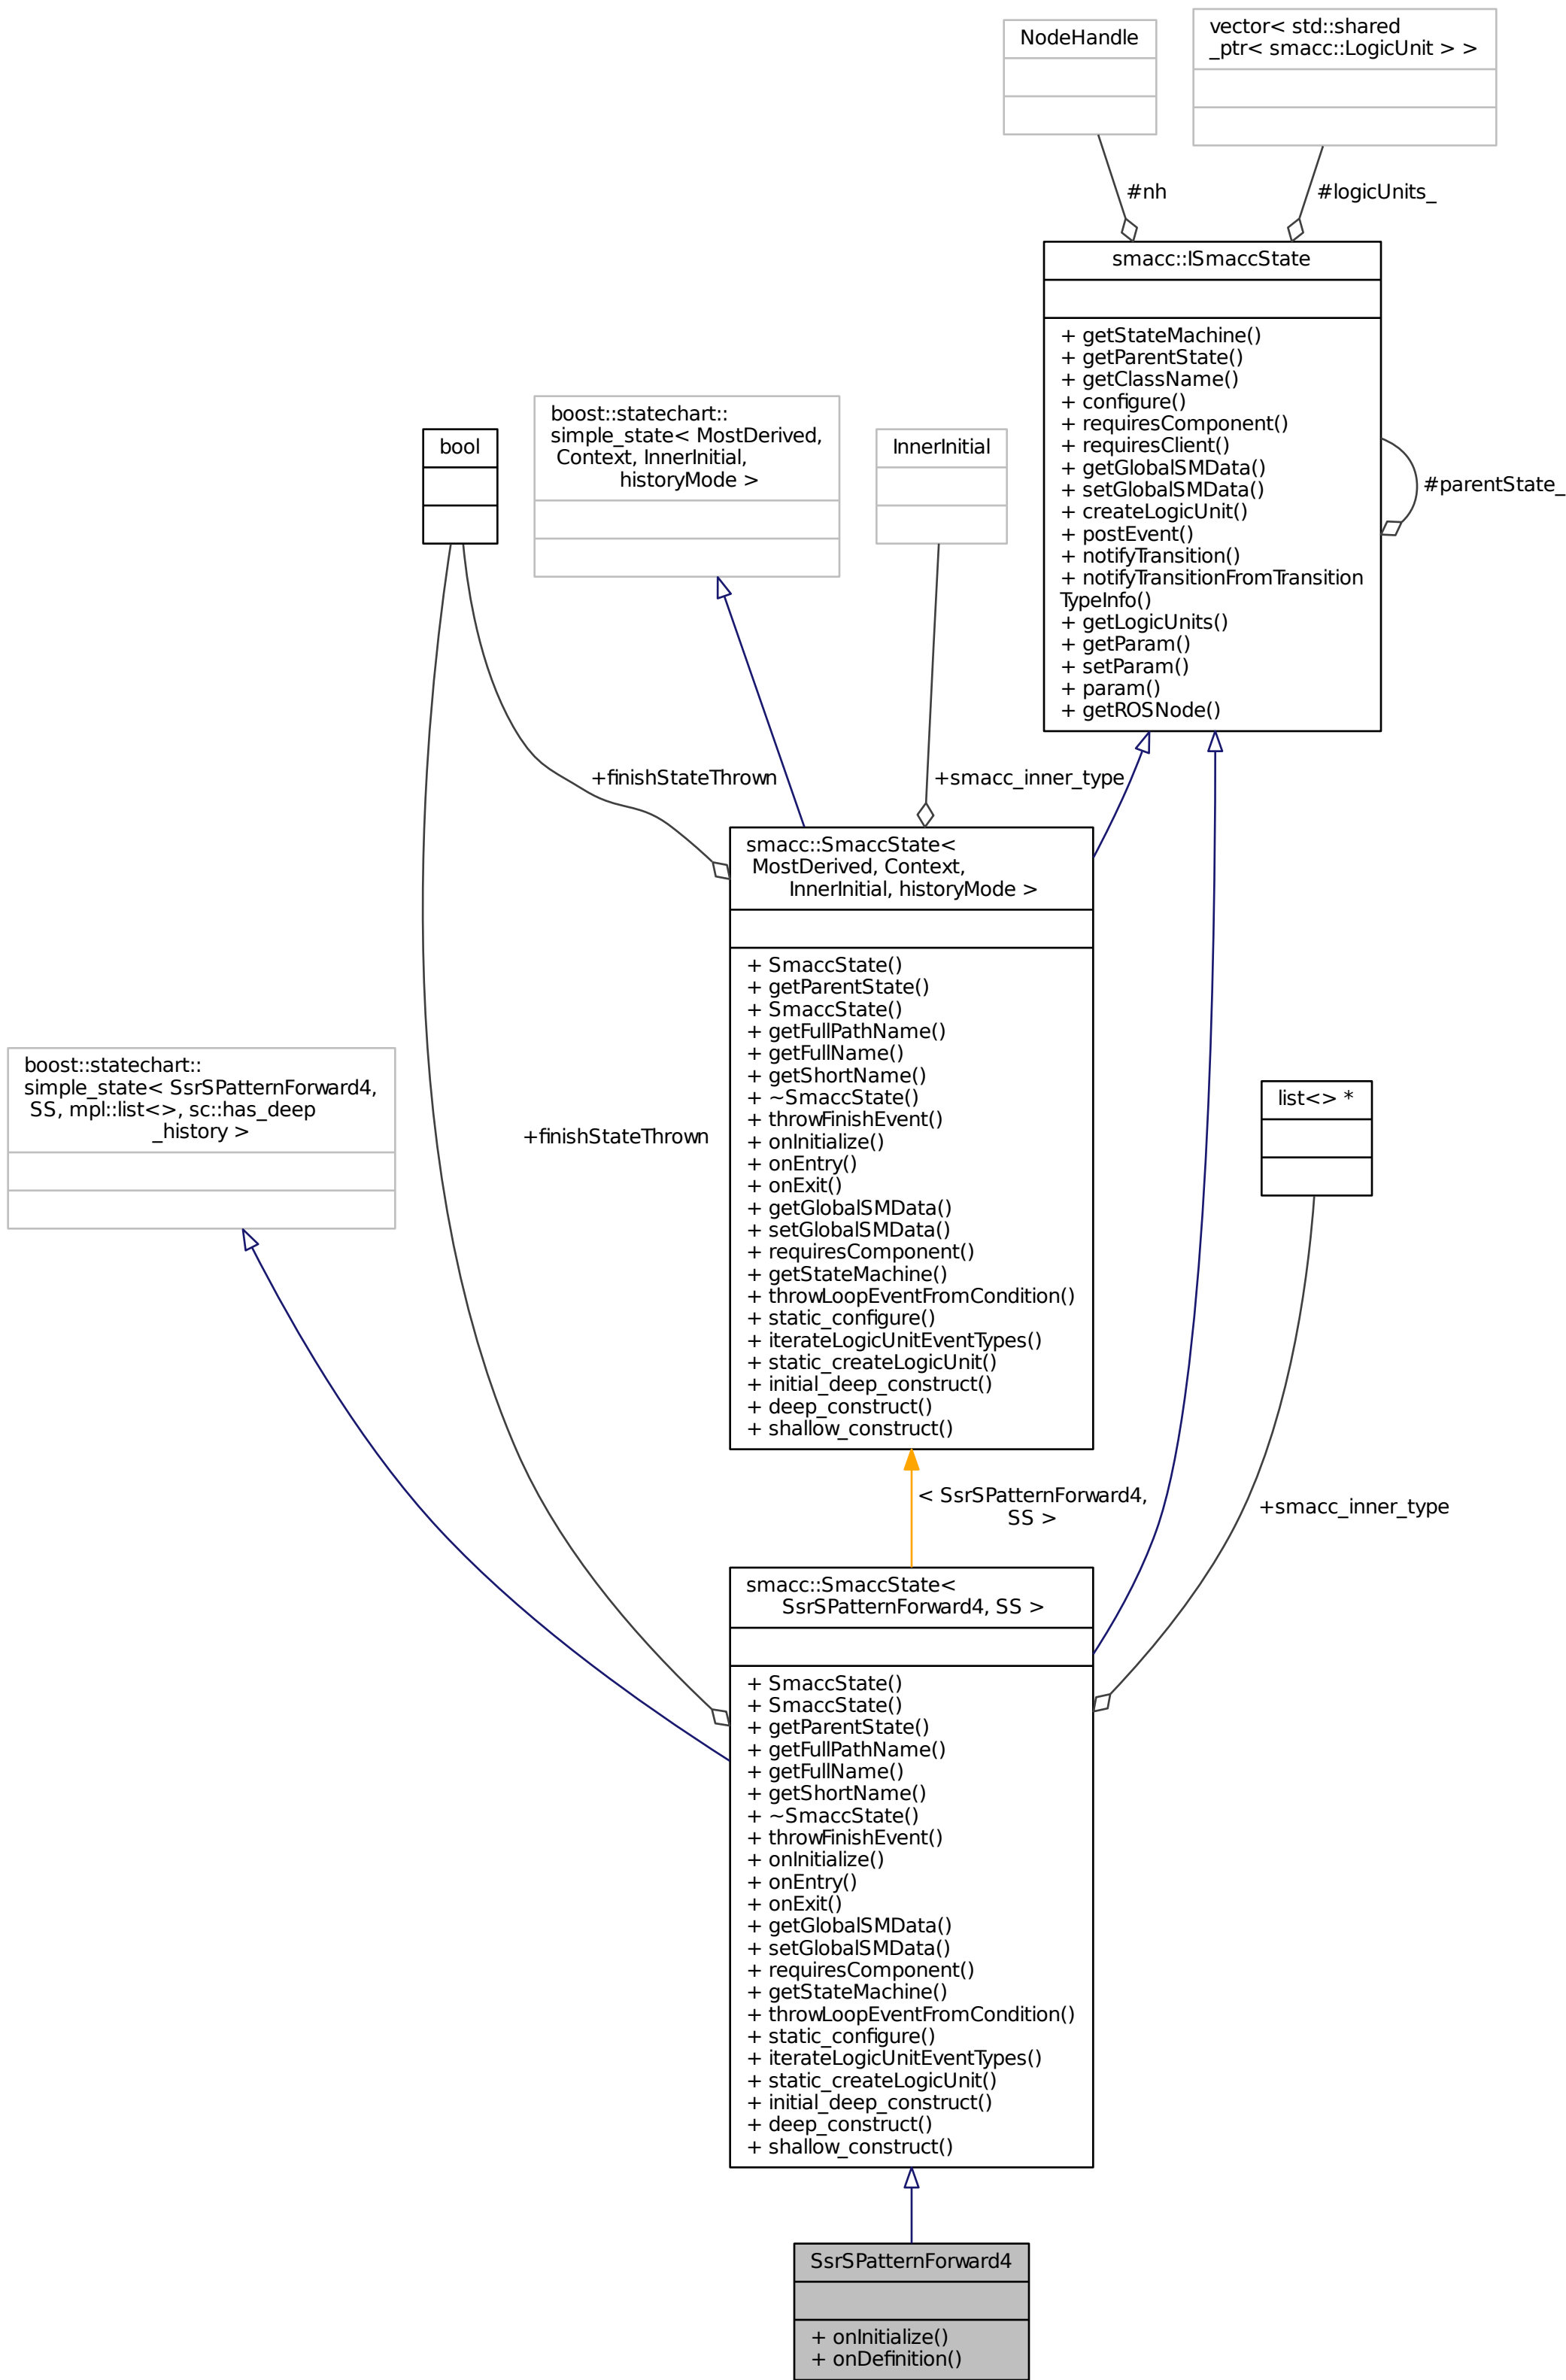 NodeHandle
vector< std::shared
_ptr< smacc::LogicUnit > >
#nh
#logicUnits_
smacc::ISmaccState
+ getStateMachine()
+ getParentState()
+ getClassName()
+ configure()
+ requiresComponent()
+ requiresClient()
+ getGlobalSMData()
+ setGlobalSMData()
+ createLogicUnit()
+ postEvent()
+ notifyTransition()
+ notifyTransitionFromTransition
TypeInfo()
+ getLogicUnits()
+ getParam()
+ setParam()
+ param()
+ getROSNode()
#parentState_
bool
boost::statechart::
simple_state< MostDerived,
Context, InnerInitial,
historyMode >
InnerInitial
+finishStateThrown
+smacc_inner_type
smacc::SmaccState<
MostDerived, Context,
InnerInitial, historyMode >
+ SmaccState()
+ getParentState()
+ SmaccState()
+ getFullPathName()
+ getFullName()
+ getShortName()
+ ~SmaccState()
+ throwFinishEvent()
+ onInitialize()
+ onEntry()
+ onExit()
+ getGlobalSMData()
+ setGlobalSMData()
+ requiresComponent()
+ getStateMachine()
+ throwLoopEventFromCondition()
+ static_configure()
+ iterateLogicUnitEventTypes()
+ static_createLogicUnit()
+ initial_deep_construct()
+ deep_construct()
+ shallow_construct()
boost::statechart::
simple_state< SsrSPatternForward4,
SS, mpl::list<>, sc::has_deep
_history >
+finishStateThrown
list<> *
< SsrSPatternForward4,
SS >
+smacc_inner_type
smacc::SmaccState<
SsrSPatternForward4, SS >
+ SmaccState()
+ SmaccState()
+ getParentState()
+ getFullPathName()
+ getFullName()
+ getShortName()
+ ~SmaccState()
+ throwFinishEvent()
+ onInitialize()
+ onEntry()
+ onExit()
+ getGlobalSMData()
+ setGlobalSMData()
+ requiresComponent()
+ getStateMachine()
+ throwLoopEventFromCondition()
+ static_configure()
+ iterateLogicUnitEventTypes()
+ static_createLogicUnit()
+ initial_deep_construct()
+ deep_construct()
+ shallow_construct()
SsrSPatternForward4
+ onInitialize()
+ onDefinition()